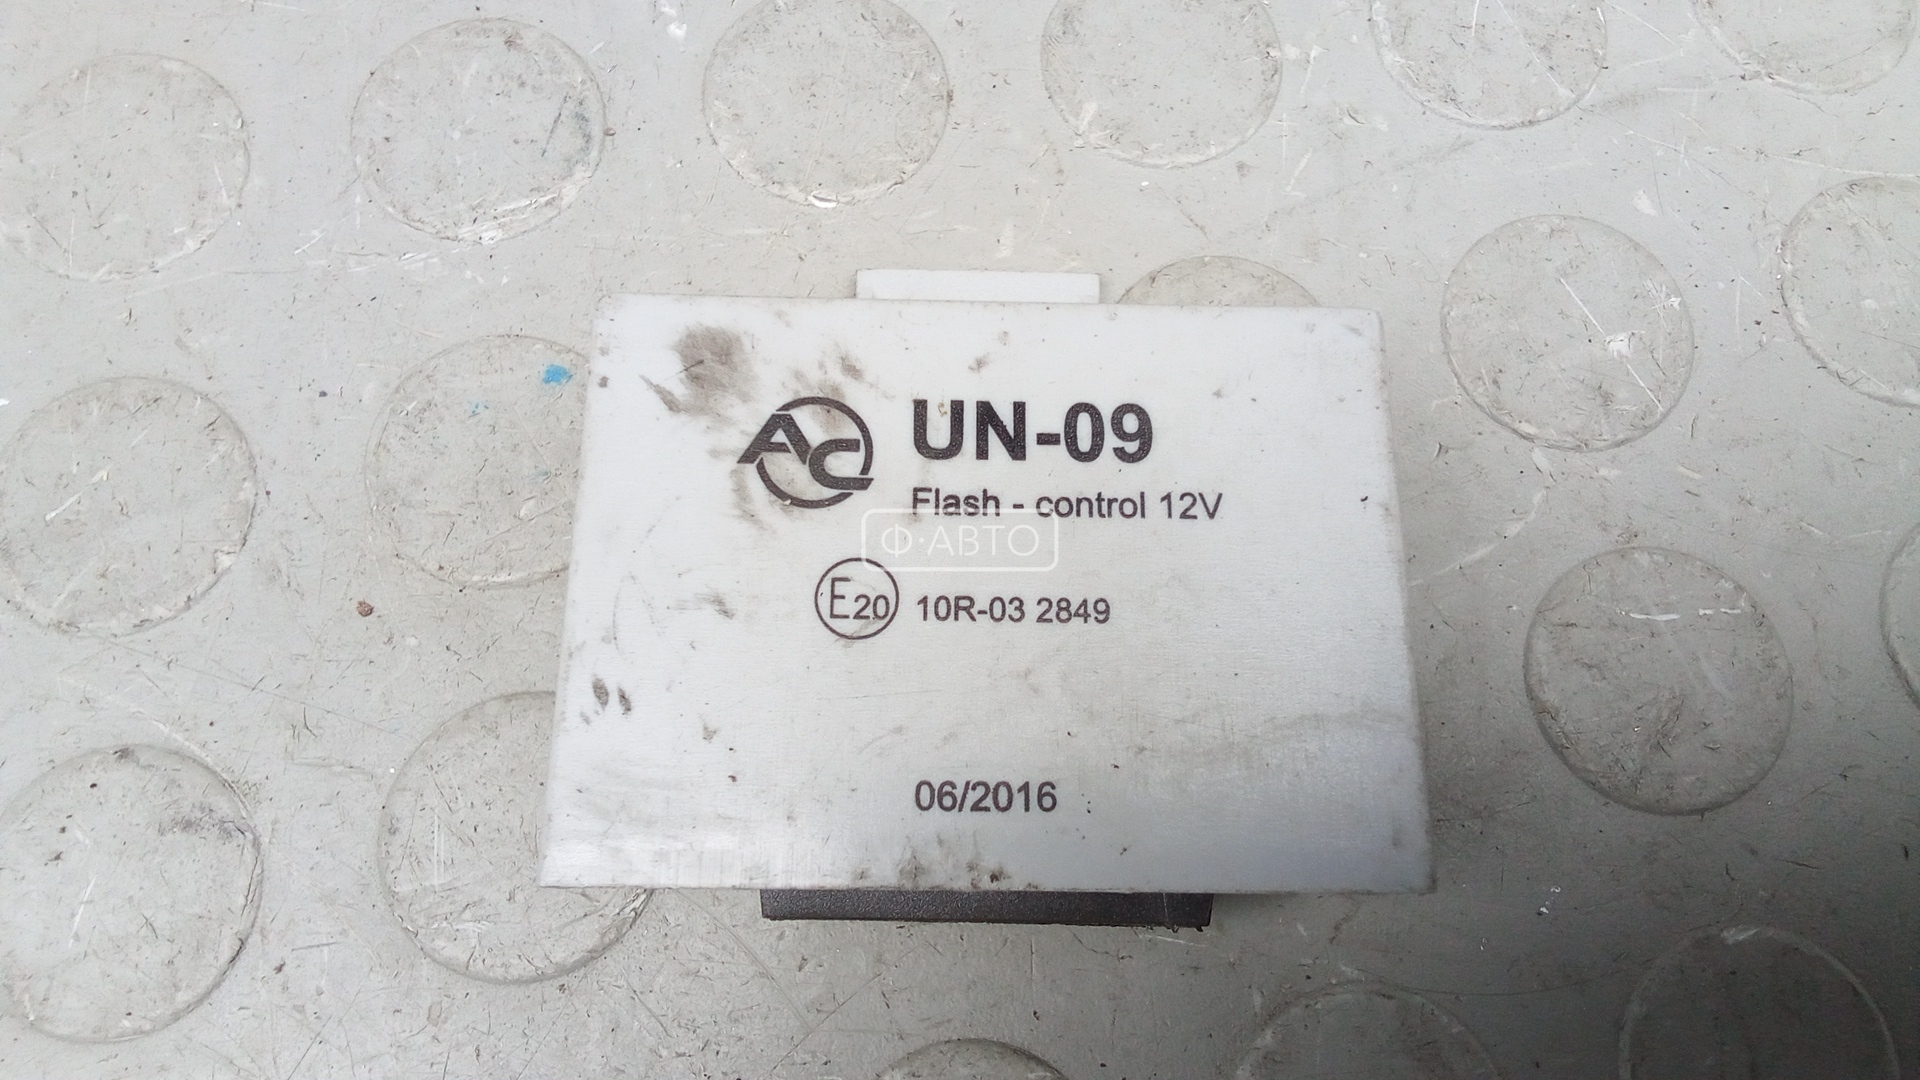 AC UN-09
Flash - control 12V
Ф·АВТО
E20 10R-03 2849
06/2016